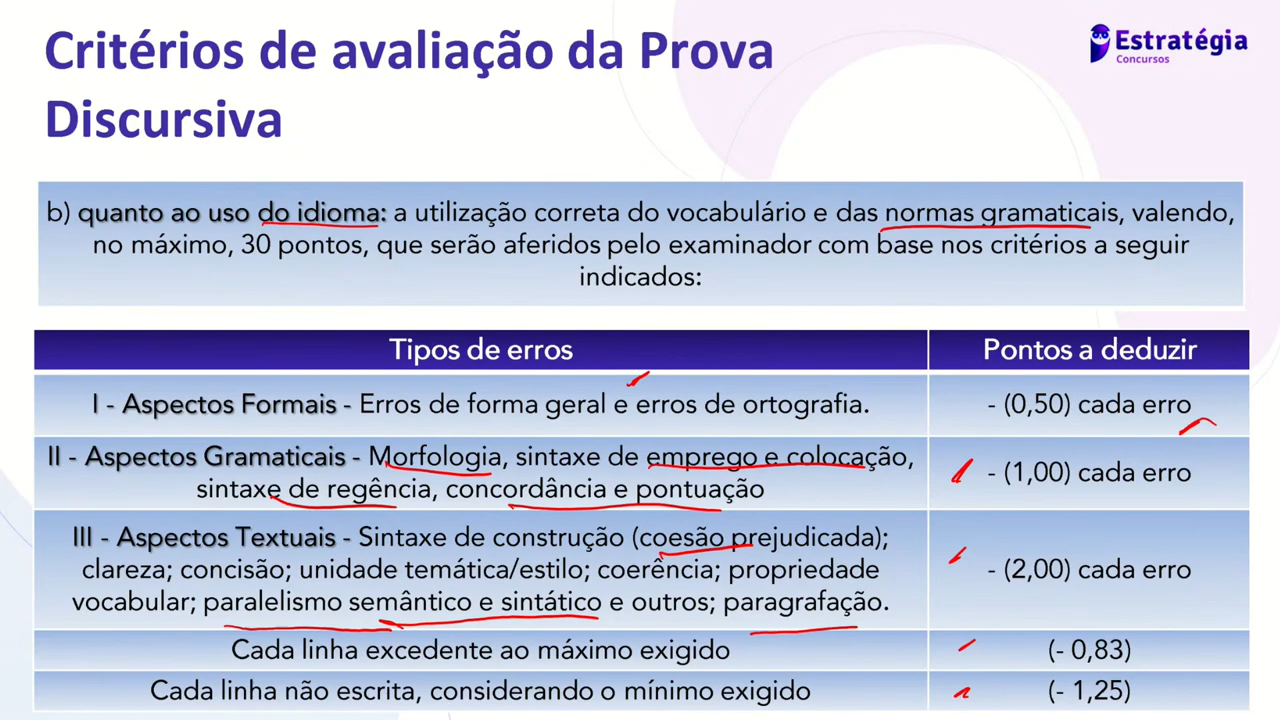 Critérios de avaliação da Prova
Discursiva
Estratégia
Concursos
b) quanto ao uso do idioma: a utilização correta do vocabulário e das normas gramaticais, valendo,
no máximo, 30 pontos, que serão aferidos pelo examinador com base nos critérios a seguir
indicados:
Tipos de erros
Pontos a deduzir
I - Aspectos Formais - Erros de forma geral e erros de ortografia.
- (0,50) cada erro
II - Aspectos Gramaticais - Morfologia, sintaxe de emprego e colocação,
sintaxe de regência, concordância e pontuação
- (1,00) cada erro
III - Aspectos Textuais - Sintaxe de construção (coesão prejudicada);
clareza; concisão; unidade temática/estilo; coerência; propriedade
vocabular; paralelismo semântico e sintático e outros; paragrafação.
- (2,00) cada erro
Cada linha excedente ao máximo exigido
(- 0,83)
Cada linha não escrita, considerando o mínimo exigido
(- 1,25)